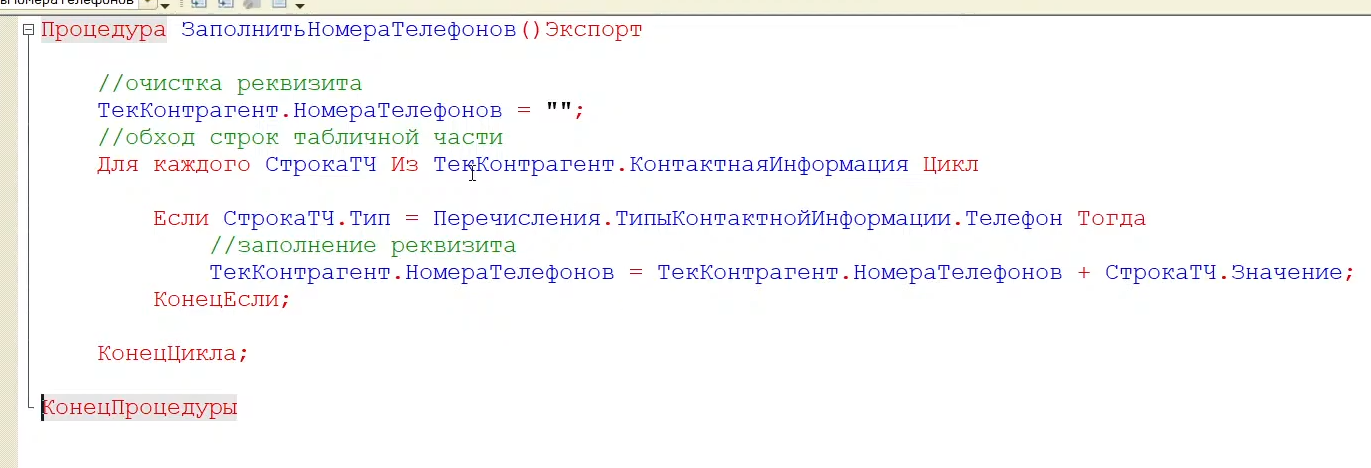 Процедура ЗаполнитьНомераТелефонов()Экспорт
//очистка реквизита
ТекКонтрагент.НомераТелефонов = "";
//обход строк табличной части
Для каждого СтрокаТЧ Из ТекКонтрагент.КонтактнаяИнформация Цикл
Если СтрокаТЧ.Тип = Перечисления.ТипыКонтактнойИнформации.Телефон Тогда
//заполнение реквизита
ТекКонтрагент.НомераТелефонов = ТекКонтрагент.НомераТелефонов + СтрокаТЧ.Значение;
КонецЕсли;
КонецЦикла;
КонецПроцедуры